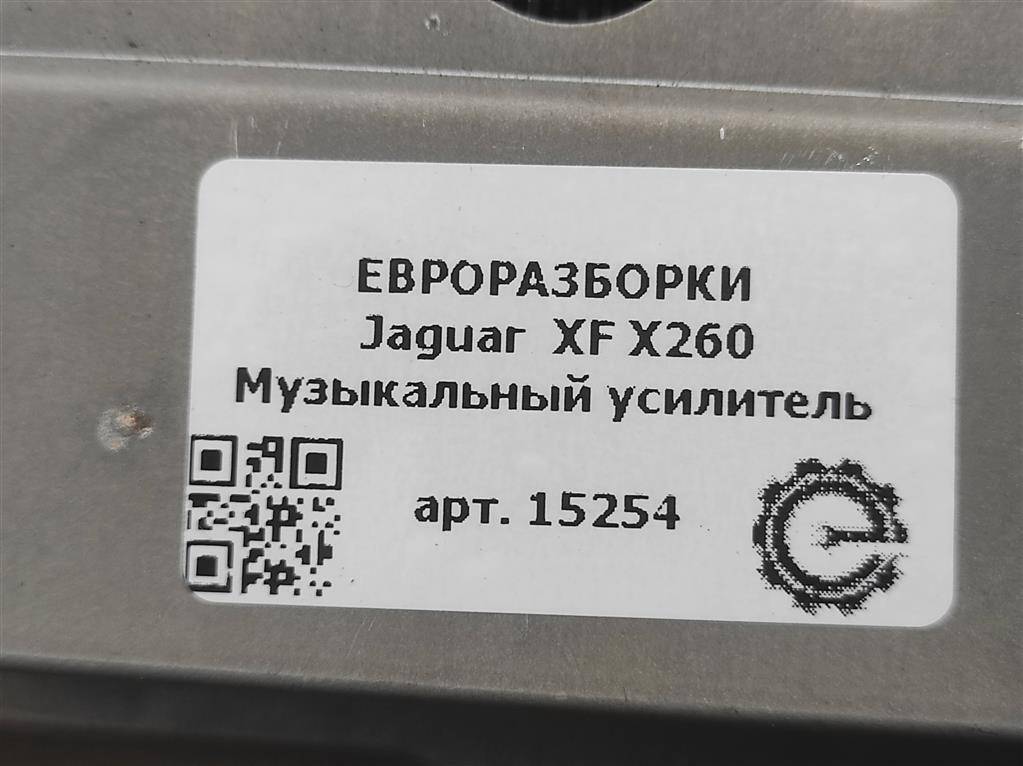 ЕВРОРАЗБОРКИ
Jaguar XF X260
Музыкальный усилитель
арт. 15254